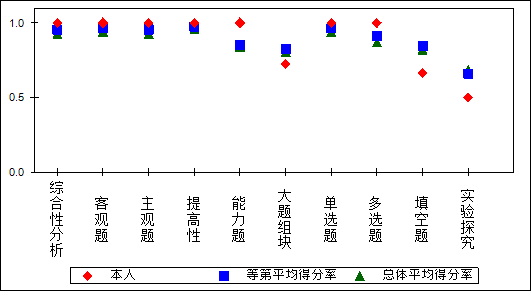 1.0
0.5
0.0
综合性分析
客观题
主观题
提高性
能力题
大题组块
单选题
多选题
填空题
实验探究
本人 等第平均得分率 总体平均得分率